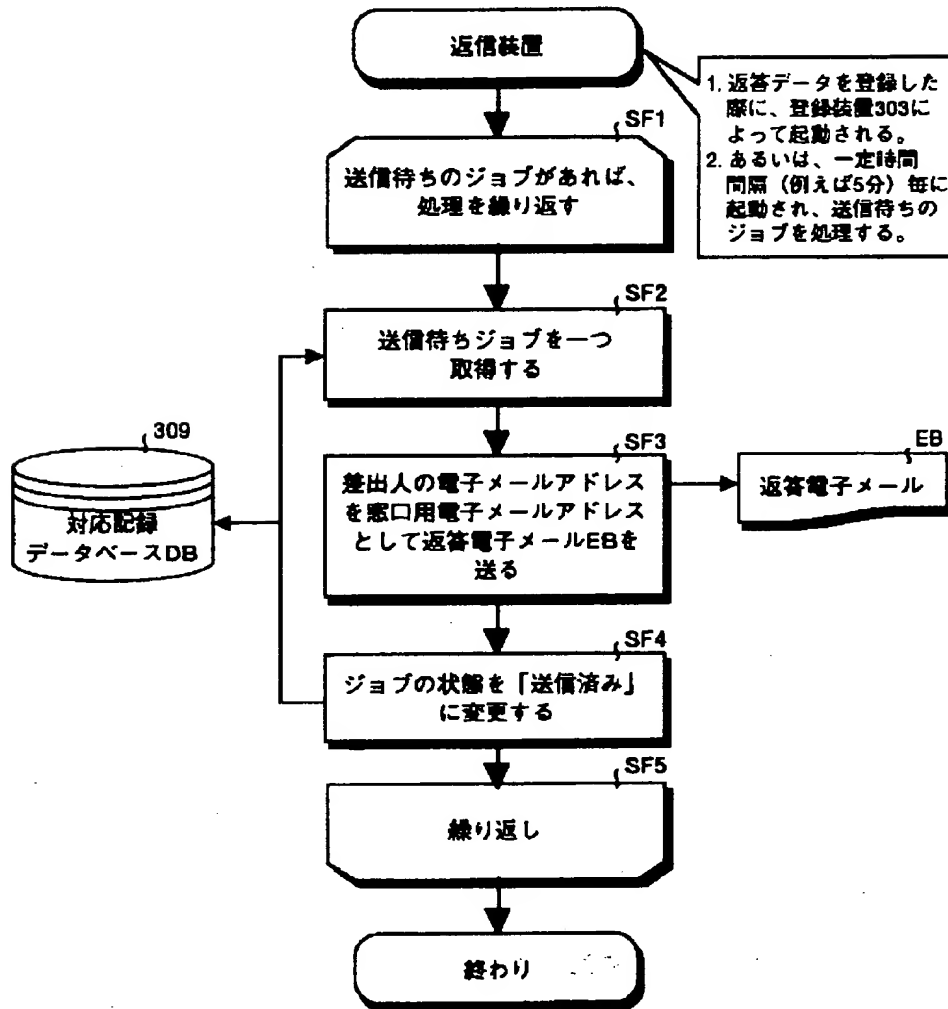 返信装置
1. 返答データを登録した
際に、登録装置303に
よって起動される。
2. あるいは、一定時間
間隔（例えば5分）毎に
起動され、送信待ちの
ジョブを処理する。
SF1
送信待ちのジョブがあれば、
処理を繰り返す
SF2
送信待ちジョブを一つ
取得する
309
対応記録
データベースDB
SF3
差出人の電子メールアドレス
を窓口用電子メールアドレス
として返答電子メールEBを
送る
EB
返答電子メール
SF4
ジョブの状態を「送信済み」
に変更する
SF5
繰り返し
終わり